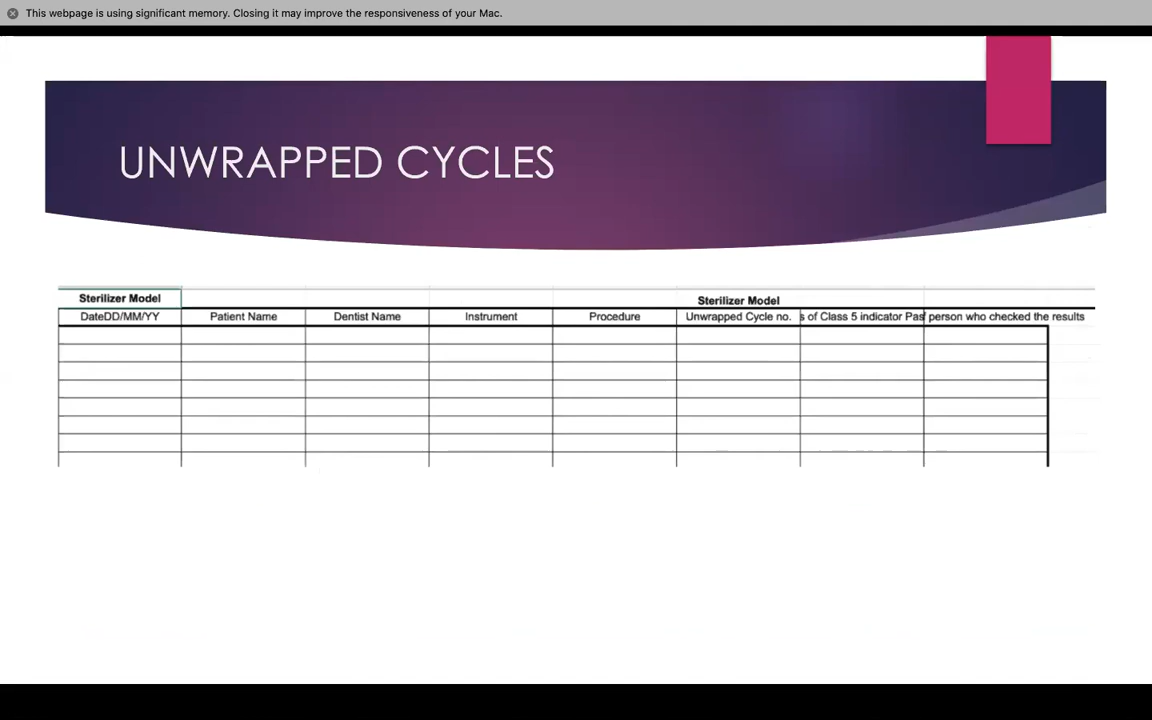 This webpage is using significant memory. Closing it may improve the responsiveness of your Mac.
UNWRAPPED CYCLES
Sterilizer Model Sterilizer Model
DateDD/MM/YY Patient Name Dentist Name Instrument Procedure Unwrapped Cycle no. s of Class 5 indicator Pas person who checked the results